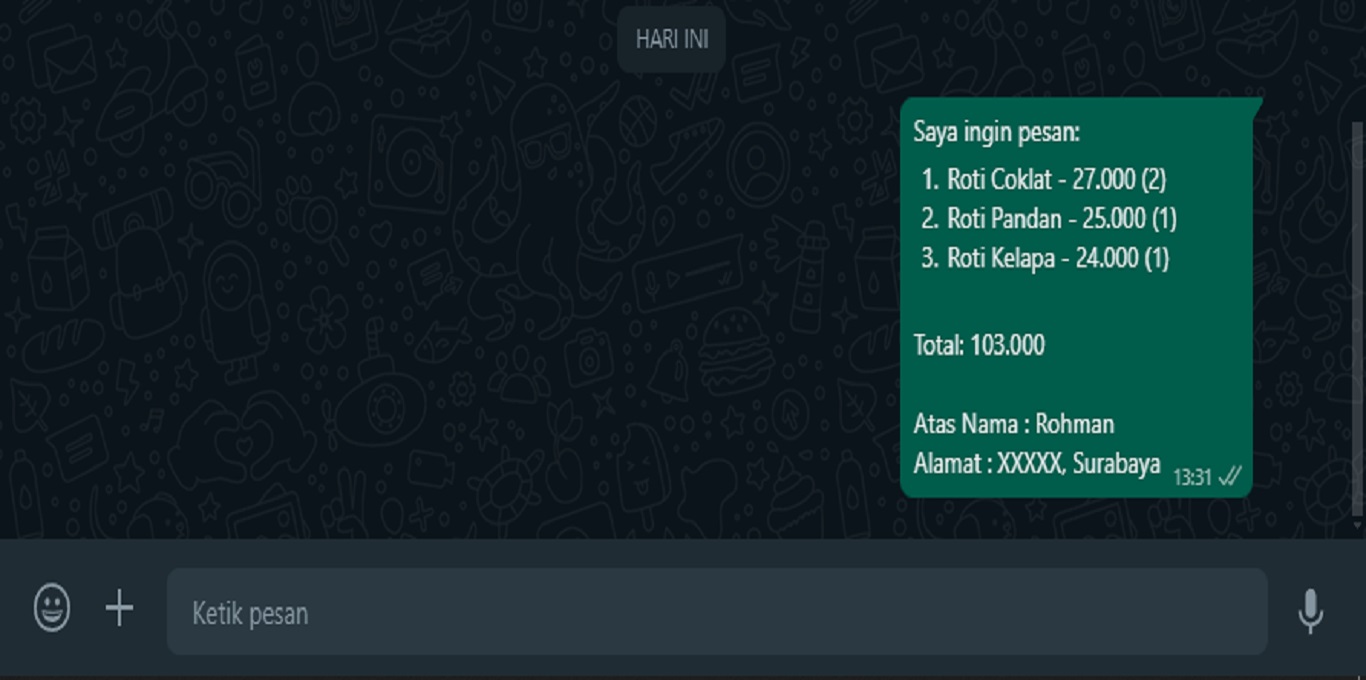 HARI INI
Saya ingin pesan:
1. Roti Coklat - 27.000 (2)
2. Roti Pandan - 25.000 (1)
3. Roti Kelapa - 24.000 (1)
Total: 103.000
Atas Nama : Rohman
Alamat : XXXXX, Surabaya
13:31
Ketik pesan